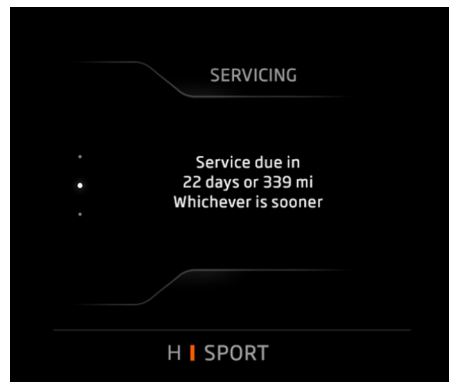 SERVICING
Service due in
22 days or 339 mi
Whichever is sooner
H SPORT